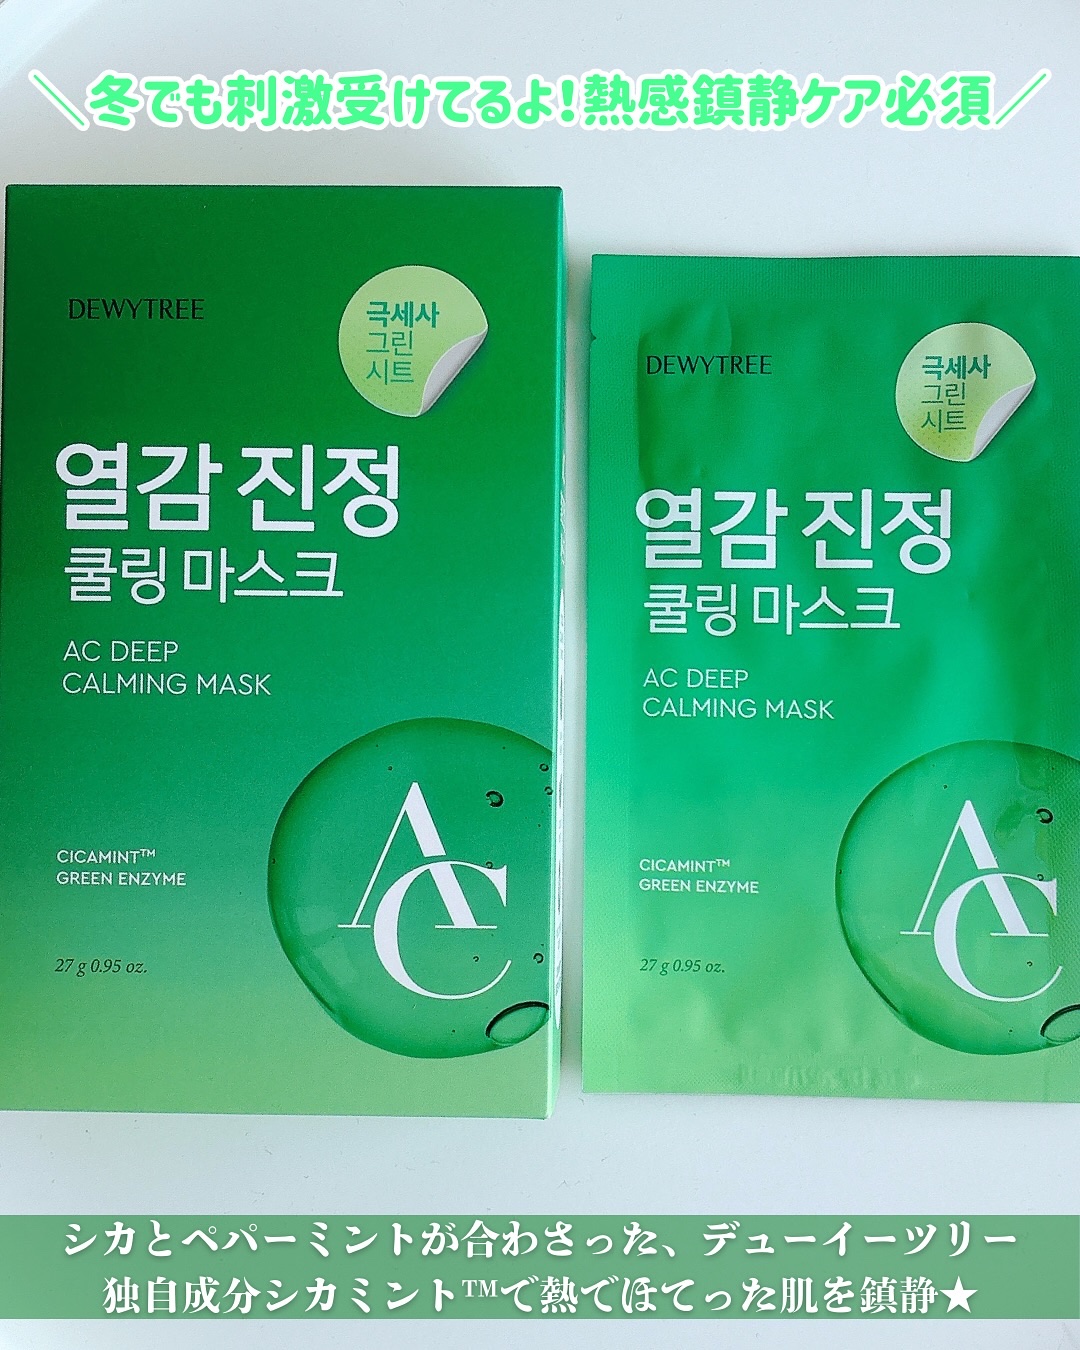 ＼冬でも刺激受けてるよ!熱感鎮静ケア必須／
DEWYTREE
극세사
그린
시트
열감 진정
쿨링 마스크
AC DEEP
CALMING MASK
CICAMINT™
GREEN ENZYME
AC
27 g 0.95 oz.
DEWYTREE
극세사
그린
시트
열감 진정
쿨링 마스크
AC DEEP
CALMING MASK
CICAMINT™
GREEN ENZYME
AC
27 g 0.95 oz.
シカとペパーミントが合わさった、デューイーツリー
独自成分シカミント™で熱でほてった肌を鎮静★